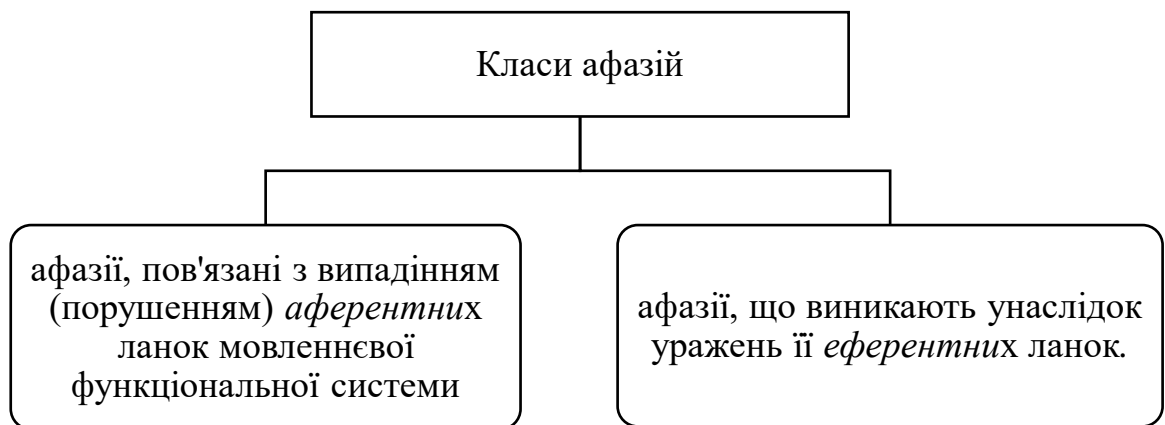 Класи афазій
афазії, пов'язані з випадінням
(порушенням) аферентних
ланок мовленнєвої
функціональної системи
афазії, що виникають унаслідок
уражень її еферентних ланок.